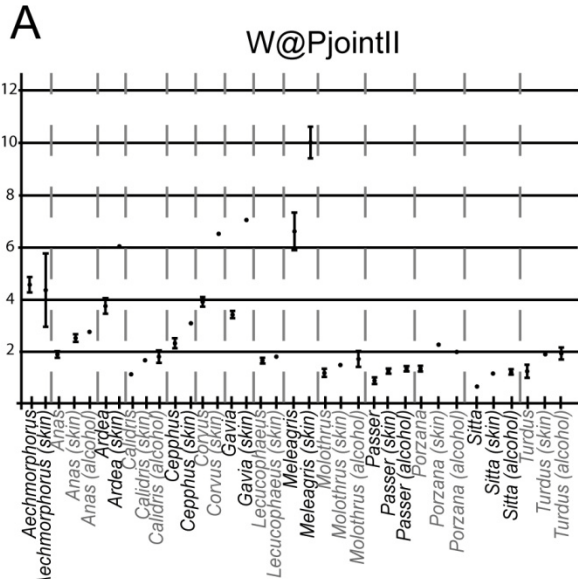 A
W@PjointII
12
10
8
6
4
2
Aechmorphorus
Aechmorphorus (skin)
Anas
Anas (skin)
Anas (alcohol)
Ardea
Ardea (skin)
Calidris
Calidris (skin)
Calidris (alcohol)
Cepphus
Cepphus (skin)
Corvus
Corvus (skin)
Gavia
Gavia (skin)
Lecucophaeus
Lecucophaeus (skin)
Meleagris
Meleagris (skin)
Molothrus
Molothrus (skin)
Molothrus (alcohol)
Passer
Passer (skin)
Passer (alcohol)
Porzana
Porzana (skin)
Porzana (alcohol)
Sitta
Sitta (skin)
Sitta (alcohol)
Turdus
Turdus (skin)
Turdus (alcohol)